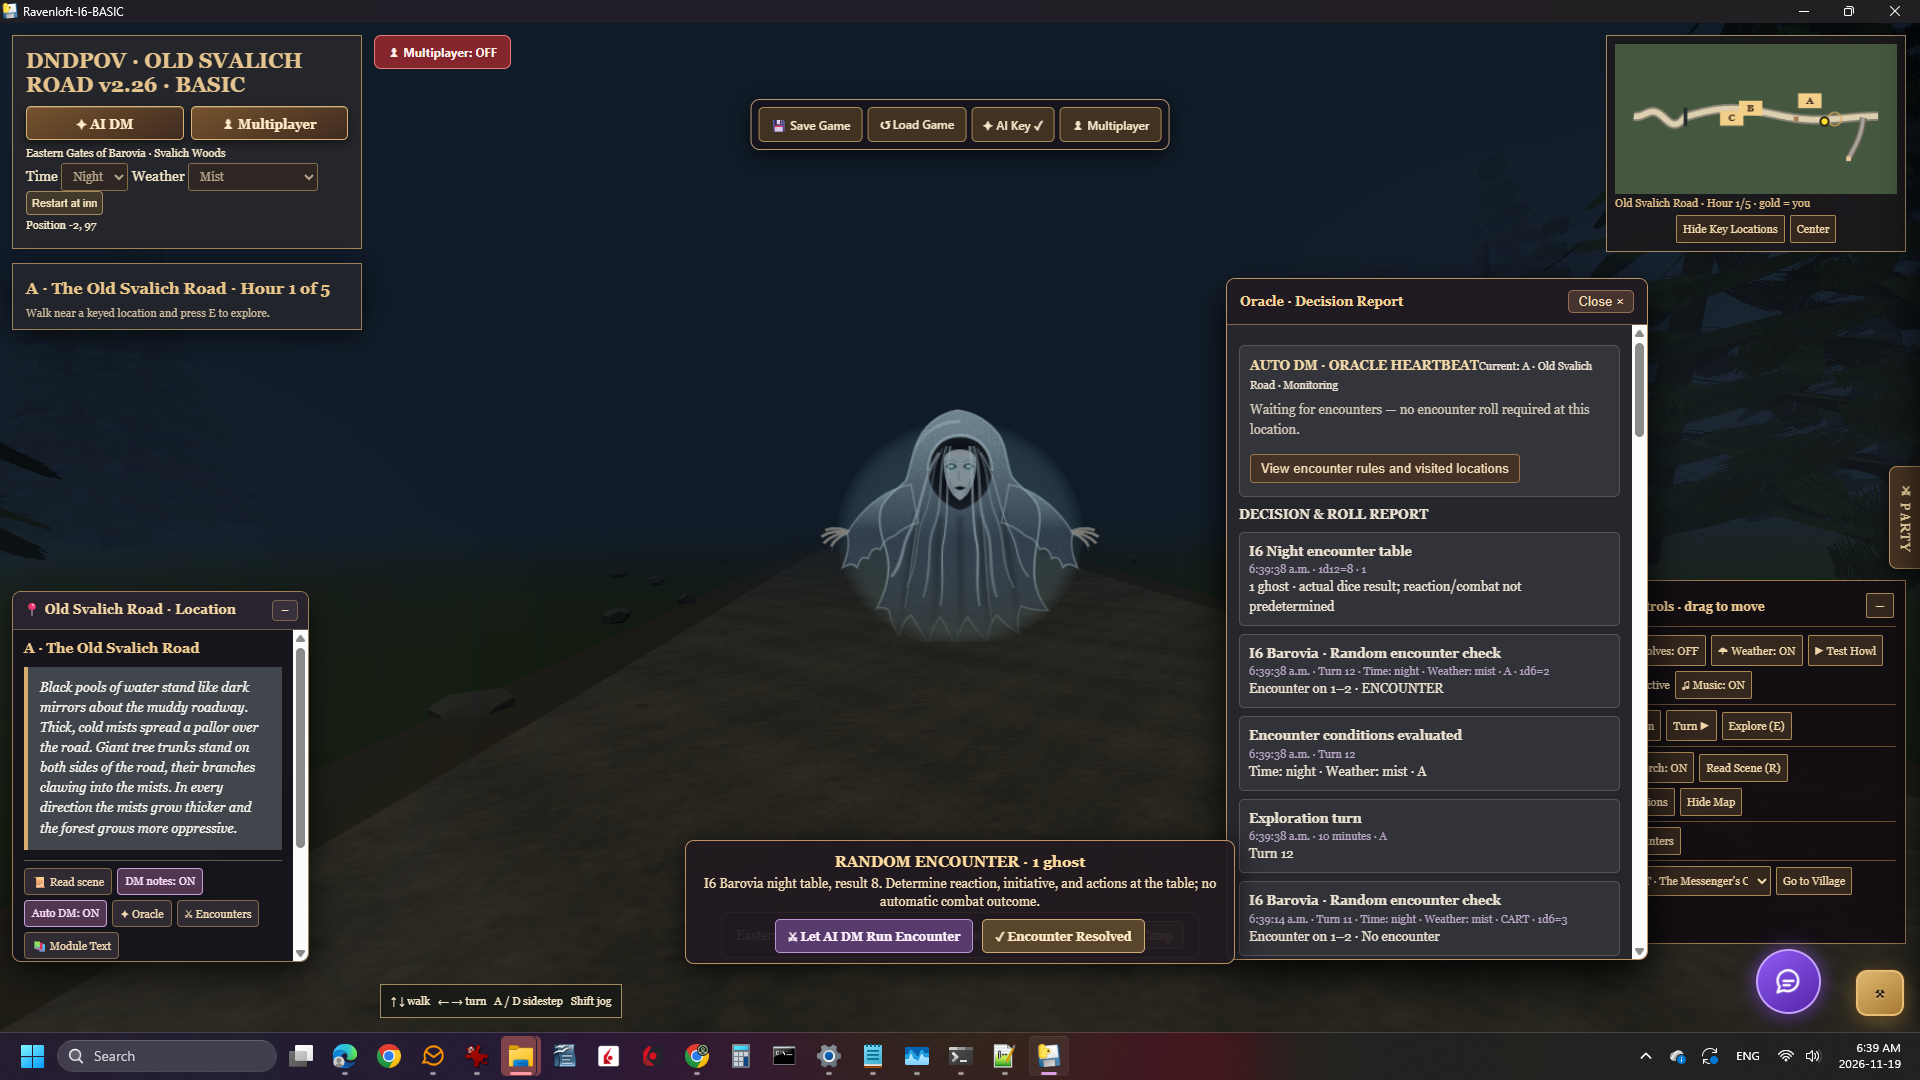 Ravenloft-I6-BASIC
DNDPOV · OLD SVALICH
ROAD v2.26 · BASIC
✦ AI DM
Multiplayer
Eastern Gates of Barovia · Svalich Woods
Time Night Weather Mist
Restart at inn
Position -2, 97
Multiplayer: OFF
Save Game
Load Game
✦ AI Key ✓
Multiplayer
A
B
C
Old Svalich Road · Hour 1/5 · gold = you
Hide Key Locations
Center
A · The Old Svalich Road · Hour 1 of 5
Walk near a keyed location and press E to explore.
Oracle · Decision Report
Close ×
AUTO DM · ORACLE HEARTBEATCurrent: A · Old Svalich
Road · Monitoring
Waiting for encounters — no encounter roll required at this
location.
View encounter rules and visited locations
DECISION & ROLL REPORT
I6 Night encounter table
6:39:38 a.m. · 1d12=8 · 1
1 ghost · actual dice result; reaction/combat not
predetermined
I6 Barovia · Random encounter check
6:39:38 a.m. · Turn 12 · Time: night · Weather: mist · A · 1d6=2
Encounter on 1–2 · ENCOUNTER
Encounter conditions evaluated
6:39:38 a.m. · Turn 12
Time: night · Weather: mist · A
Exploration turn
6:39:38 a.m. · 10 minutes · A
Turn 12
I6 Barovia · Random encounter check
6:39:14 a.m. · Turn 11 · Time: night · Weather: mist · CART · 1d6=3
Encounter on 1–2 · No encounter
PARTY
trols · drag to move
olves: OFF
Weather: ON
▶ Test Howl
ctive
♫ Music: ON
n
Turn ▶
Explore (E)
rch: ON
Read Scene (R)
ions
Hide Map
nters
· The Messenger's C
Go to Village
Old Svalich Road · Location
A · The Old Svalich Road
Black pools of water stand like dark
mirrors about the muddy roadway.
Thick, cold mists spread a pallor over
the road. Giant tree trunks stand on
both sides of the road, their branches
clawing into the mists. In every
direction the mists grow thicker and
the forest grows more oppressive.
Read scene
DM notes: ON
Auto DM: ON
✦ Oracle
⚔ Encounters
Module Text
RANDOM ENCOUNTER · 1 ghost
I6 Barovia night table, result 8. Determine reaction, initiative, and actions at the table; no
automatic combat outcome.
⚔ Let AI DM Run Encounter
✓ Encounter Resolved
↑↓ walk ←→ turn A / D sidestep Shift jog
Search
ENG
6:39 AM
2026-11-19